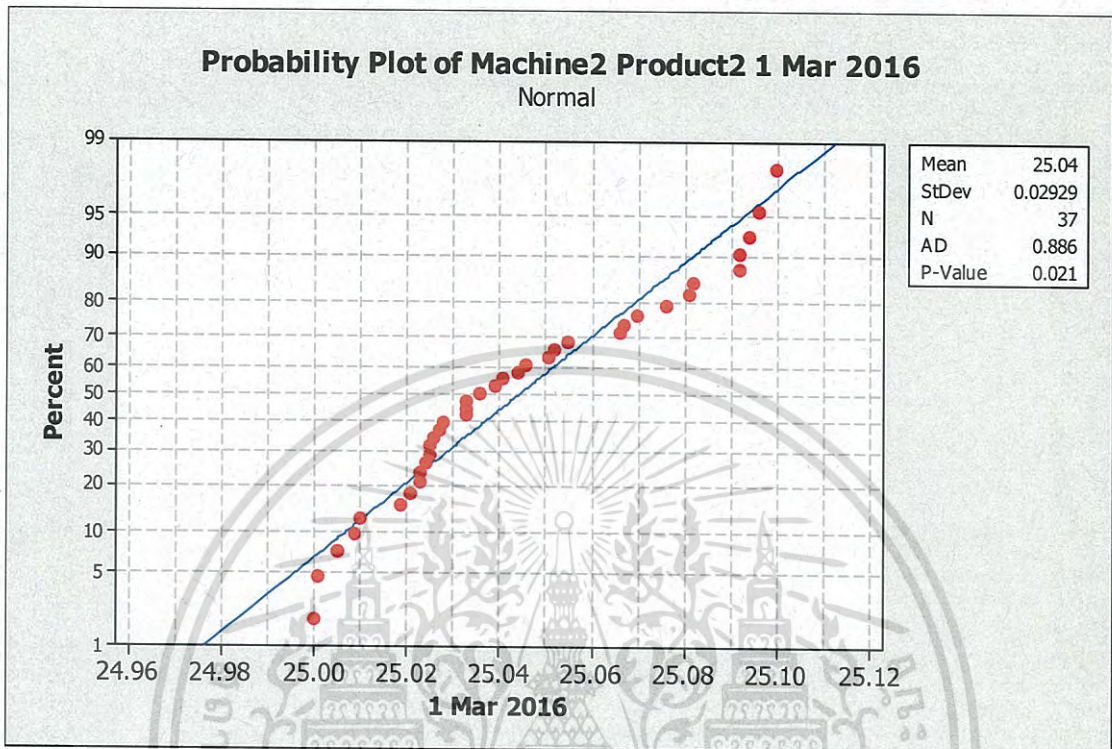 Probability Plot of Machine2 Product2 1 Mar 2016
Normal
99
95
90
80
70
60
50
40
30
20
10
5
1
Percent
24.96 24.98 25.00 25.02 25.04 25.06 25.08 25.10 25.12
1 Mar 2016
Mean 25.04
StDev 0.02929
N 37
AD 0.886
P-Value 0.021